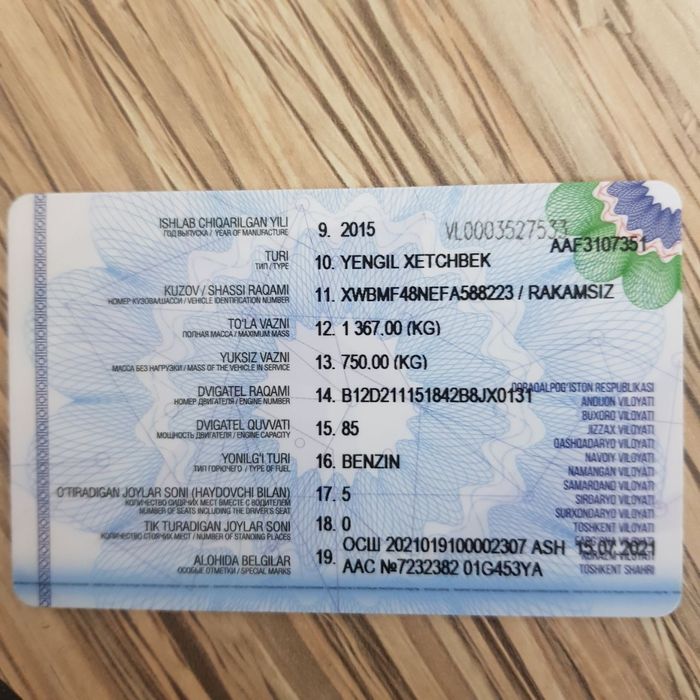 ISHLAB CHIQARILGAN YILI 9. 2015 VL0003527533
ГОД ВЫПУСКА / YEAR OF MANUFACTURE AAF3107351
TURI 10. YENGIL XETCHBEK
ТИП / TYPE
KUZOV / SHASSI RAQAMI 11. XWBMF48NEFA588223 / RAKAMSIZ
НОМЕР КУЗОВА/ШАССИ / VEHICLE IDENTIFICATION NUMBER
TO'LA VAZNI 12. 1 367.00 (KG)
ПОЛНАЯ МАССА / MAXIMUM MASS
YUKSIZ VAZNI 13. 750.00 (KG)
МАССА БЕЗ НАГРУЗКИ / MASS OF THE VEHICLE IN SERVICE
DVIGATEL RAQAMI 14. B12D211151842B8JX0131
НОМЕР ДВИГАТЕЛЯ / ENGINE NUMBER
DVIGATEL QUVVATI 15. 85
МОЩНОСТЬ ДВИГАТЕЛЯ / ENGINE CAPACITY
YONILG'I TURI 16. BENZIN
ТИП ГОРЮЧЕГО / TYPE OF FUEL
O'TIRADIGAN JOYLAR SONI (HAYDOVCHI BILAN) 17. 5
КОЛИЧЕСТВО СИДЯЧИХ МЕСТ ВМЕСТЕ С ВОДИТЕЛЕМ
NUMBER OF SEATS INCLUDING THE DRIVER'S SEAT
TIK TURADIGAN JOYLAR SONI 18. 0
КОЛИЧЕСТВО СТОЯЧИХ МЕСТ / NUMBER OF STANDING PLACES
ALOHIDA BELGILAR 19. ОСШ 2021019100002307 ASH 13.07.2021
ОСОБЫЕ ОТМЕТКИ / SPECIAL MARKS AAC №7232382 01G453YA
QORAQALPOG'ISTON RESPUBLIKASI
ANDIJON VILOYATI
BUXORO VILOYATI
JIZZAX VILOYATI
QASHQADARYO VILOYATI
NAVOIY VILOYATI
NAMANGAN VILOYATI
SAMARQAND VILOYATI
SIRDARYO VILOYATI
SURXONDARYO VILOYATI
TOSHKENT VILOYATI
TOSHKENT SHAHRI